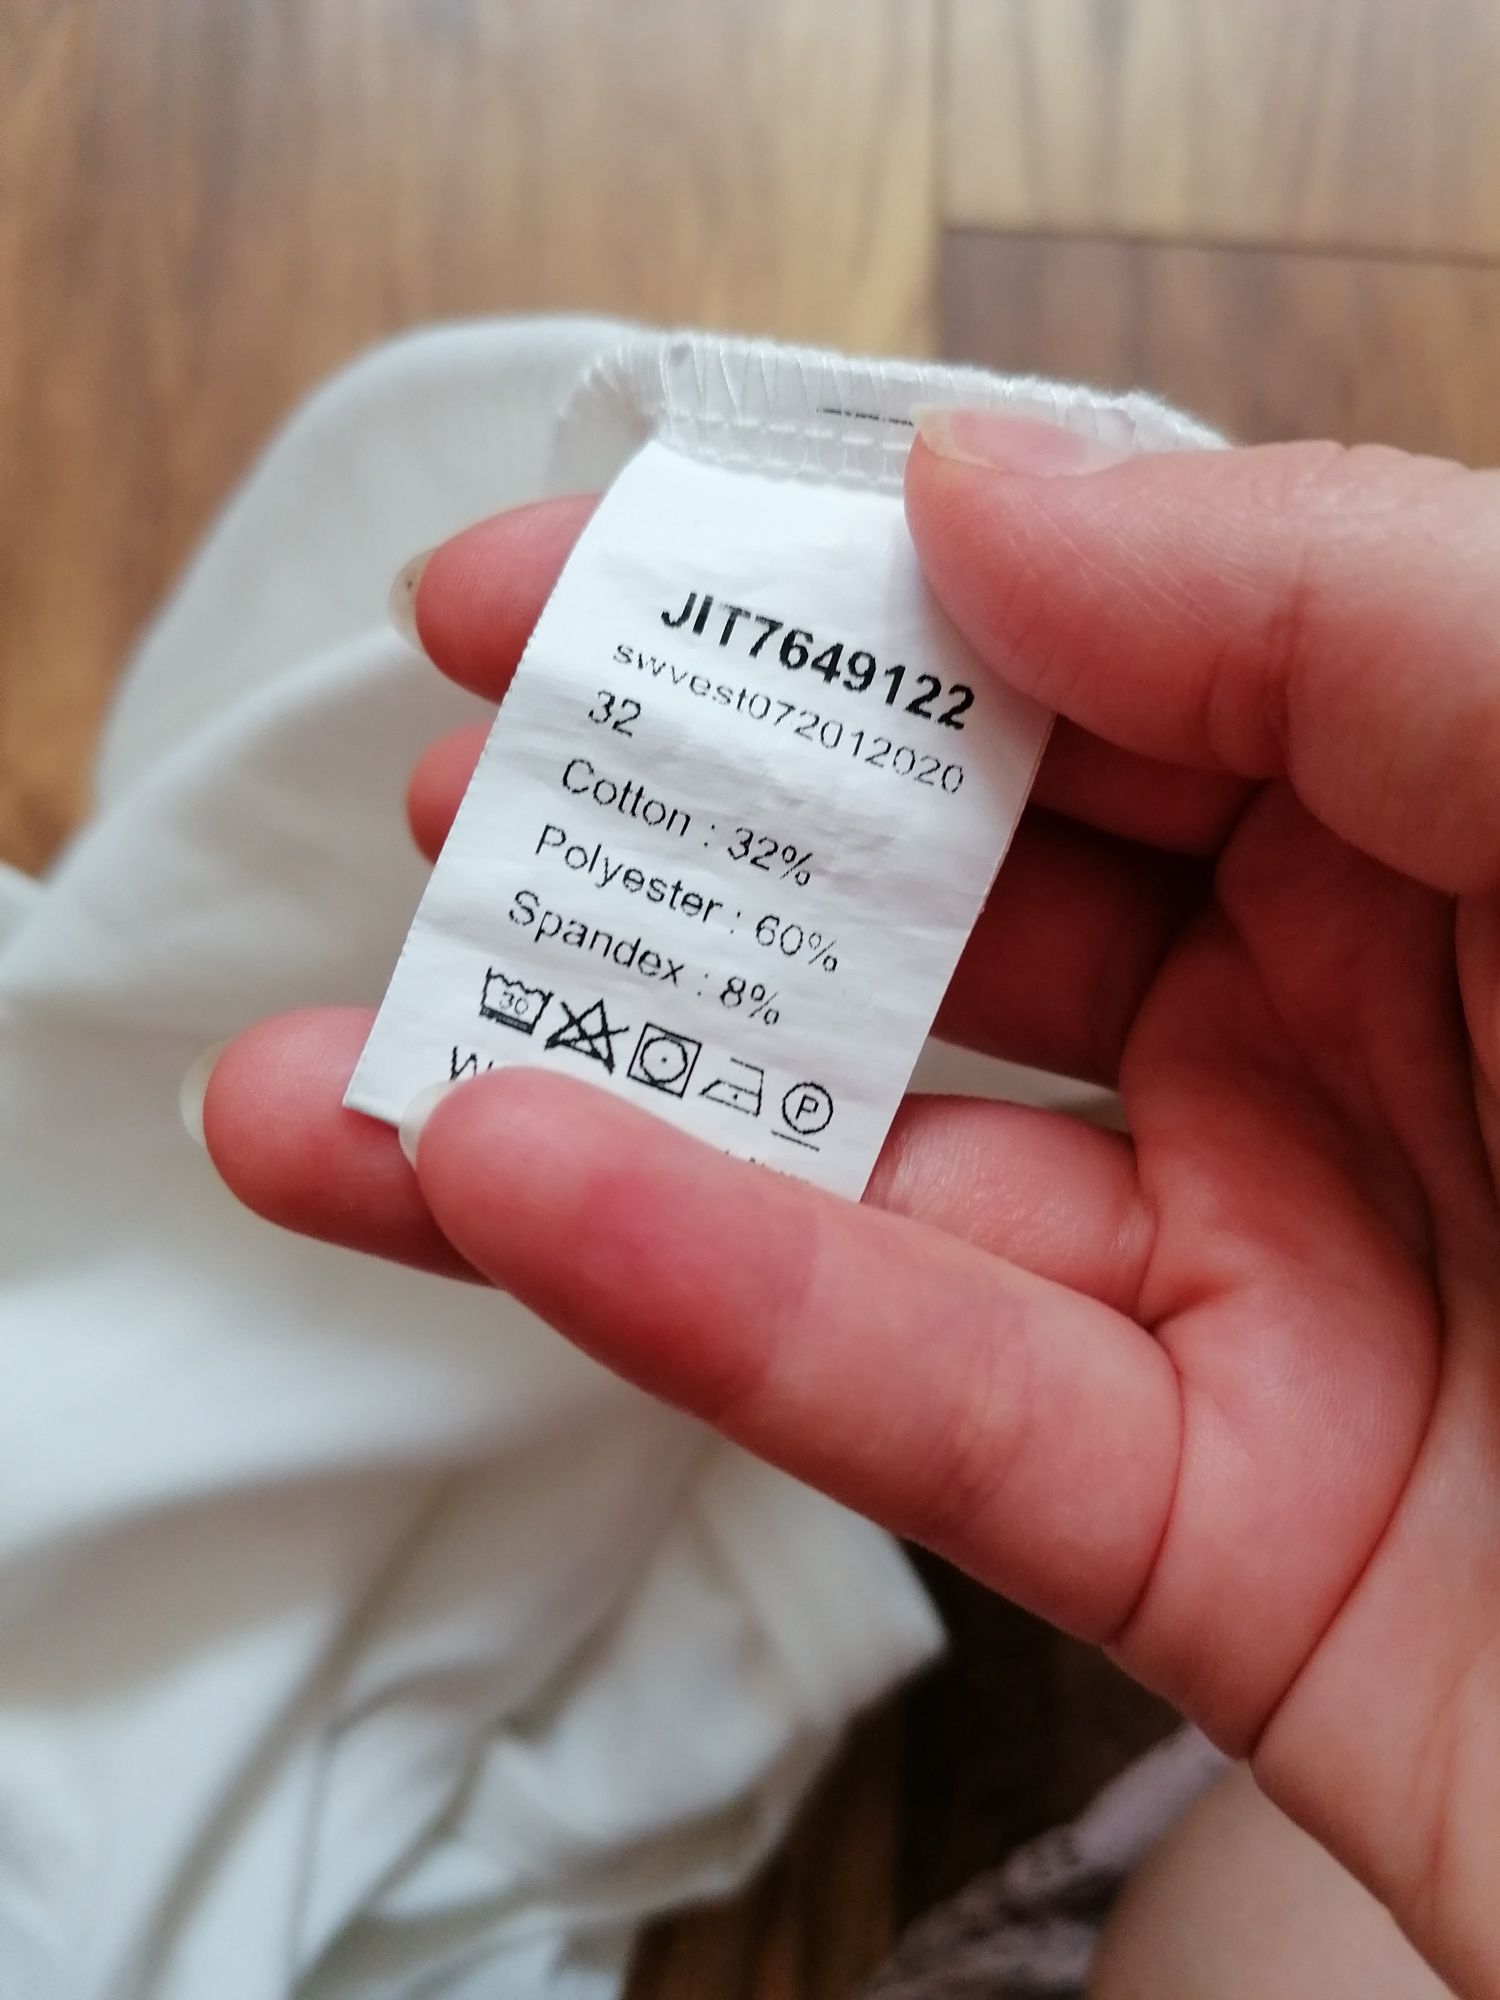 JIT7649122
swvest072012020
32
Cotton : 32%
Polyester : 60%
Spandex : 8%
30
P